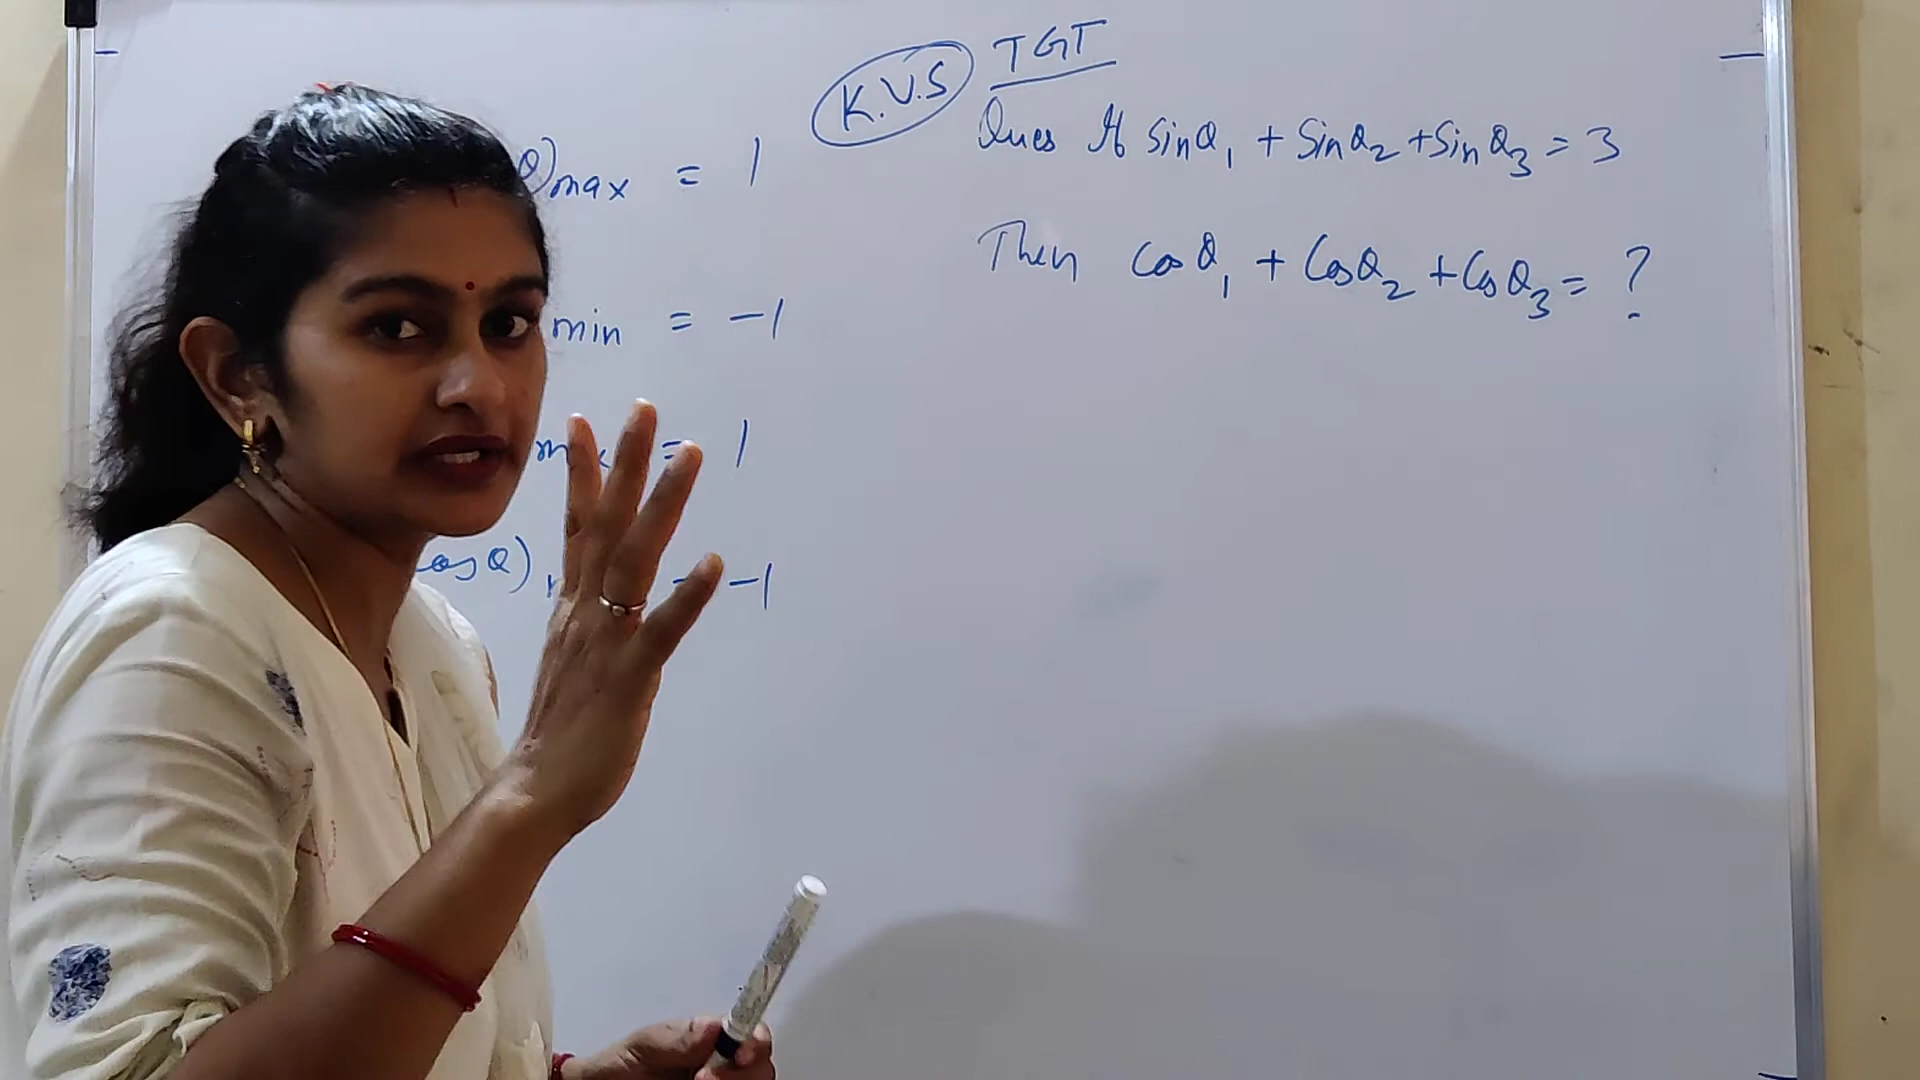 K.V.S TGT
Ques If Sinθ₁ + Sinθ₂ + Sinθ₃ = 3
Then Cosθ₁ + Cosθ₂ + Cosθ₃ = ?
θ)max = 1
min = -1
= 1
cosθ) -1